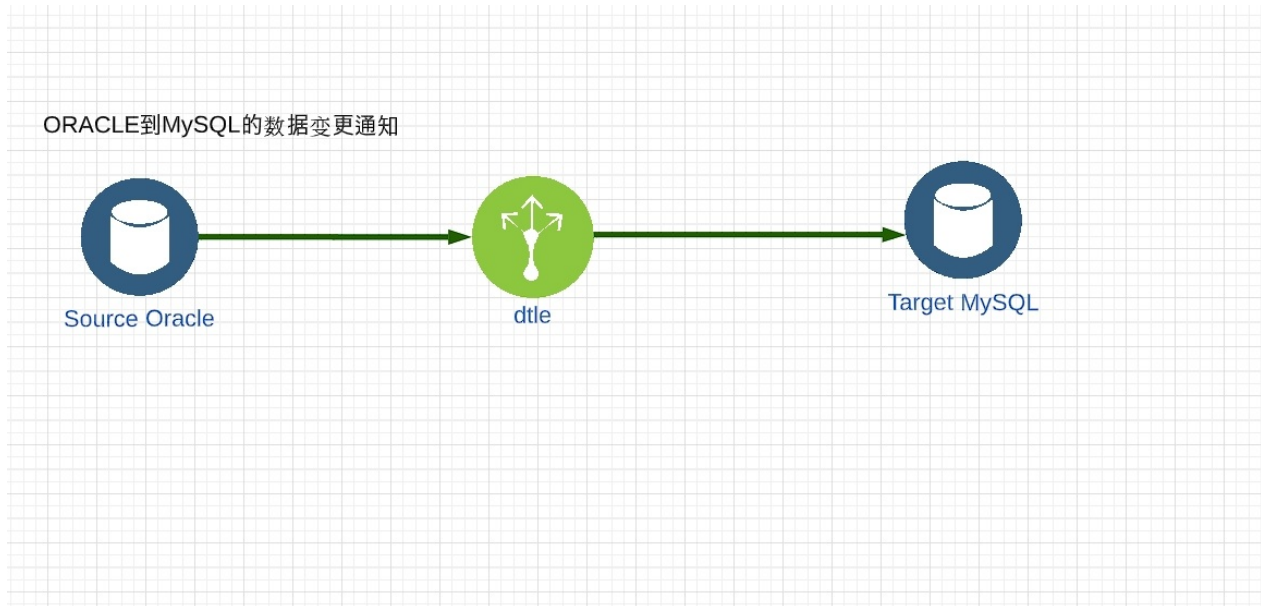 ORACLE到MySQL的数据变更通知
Source Oracle
dtle
Target MySQL